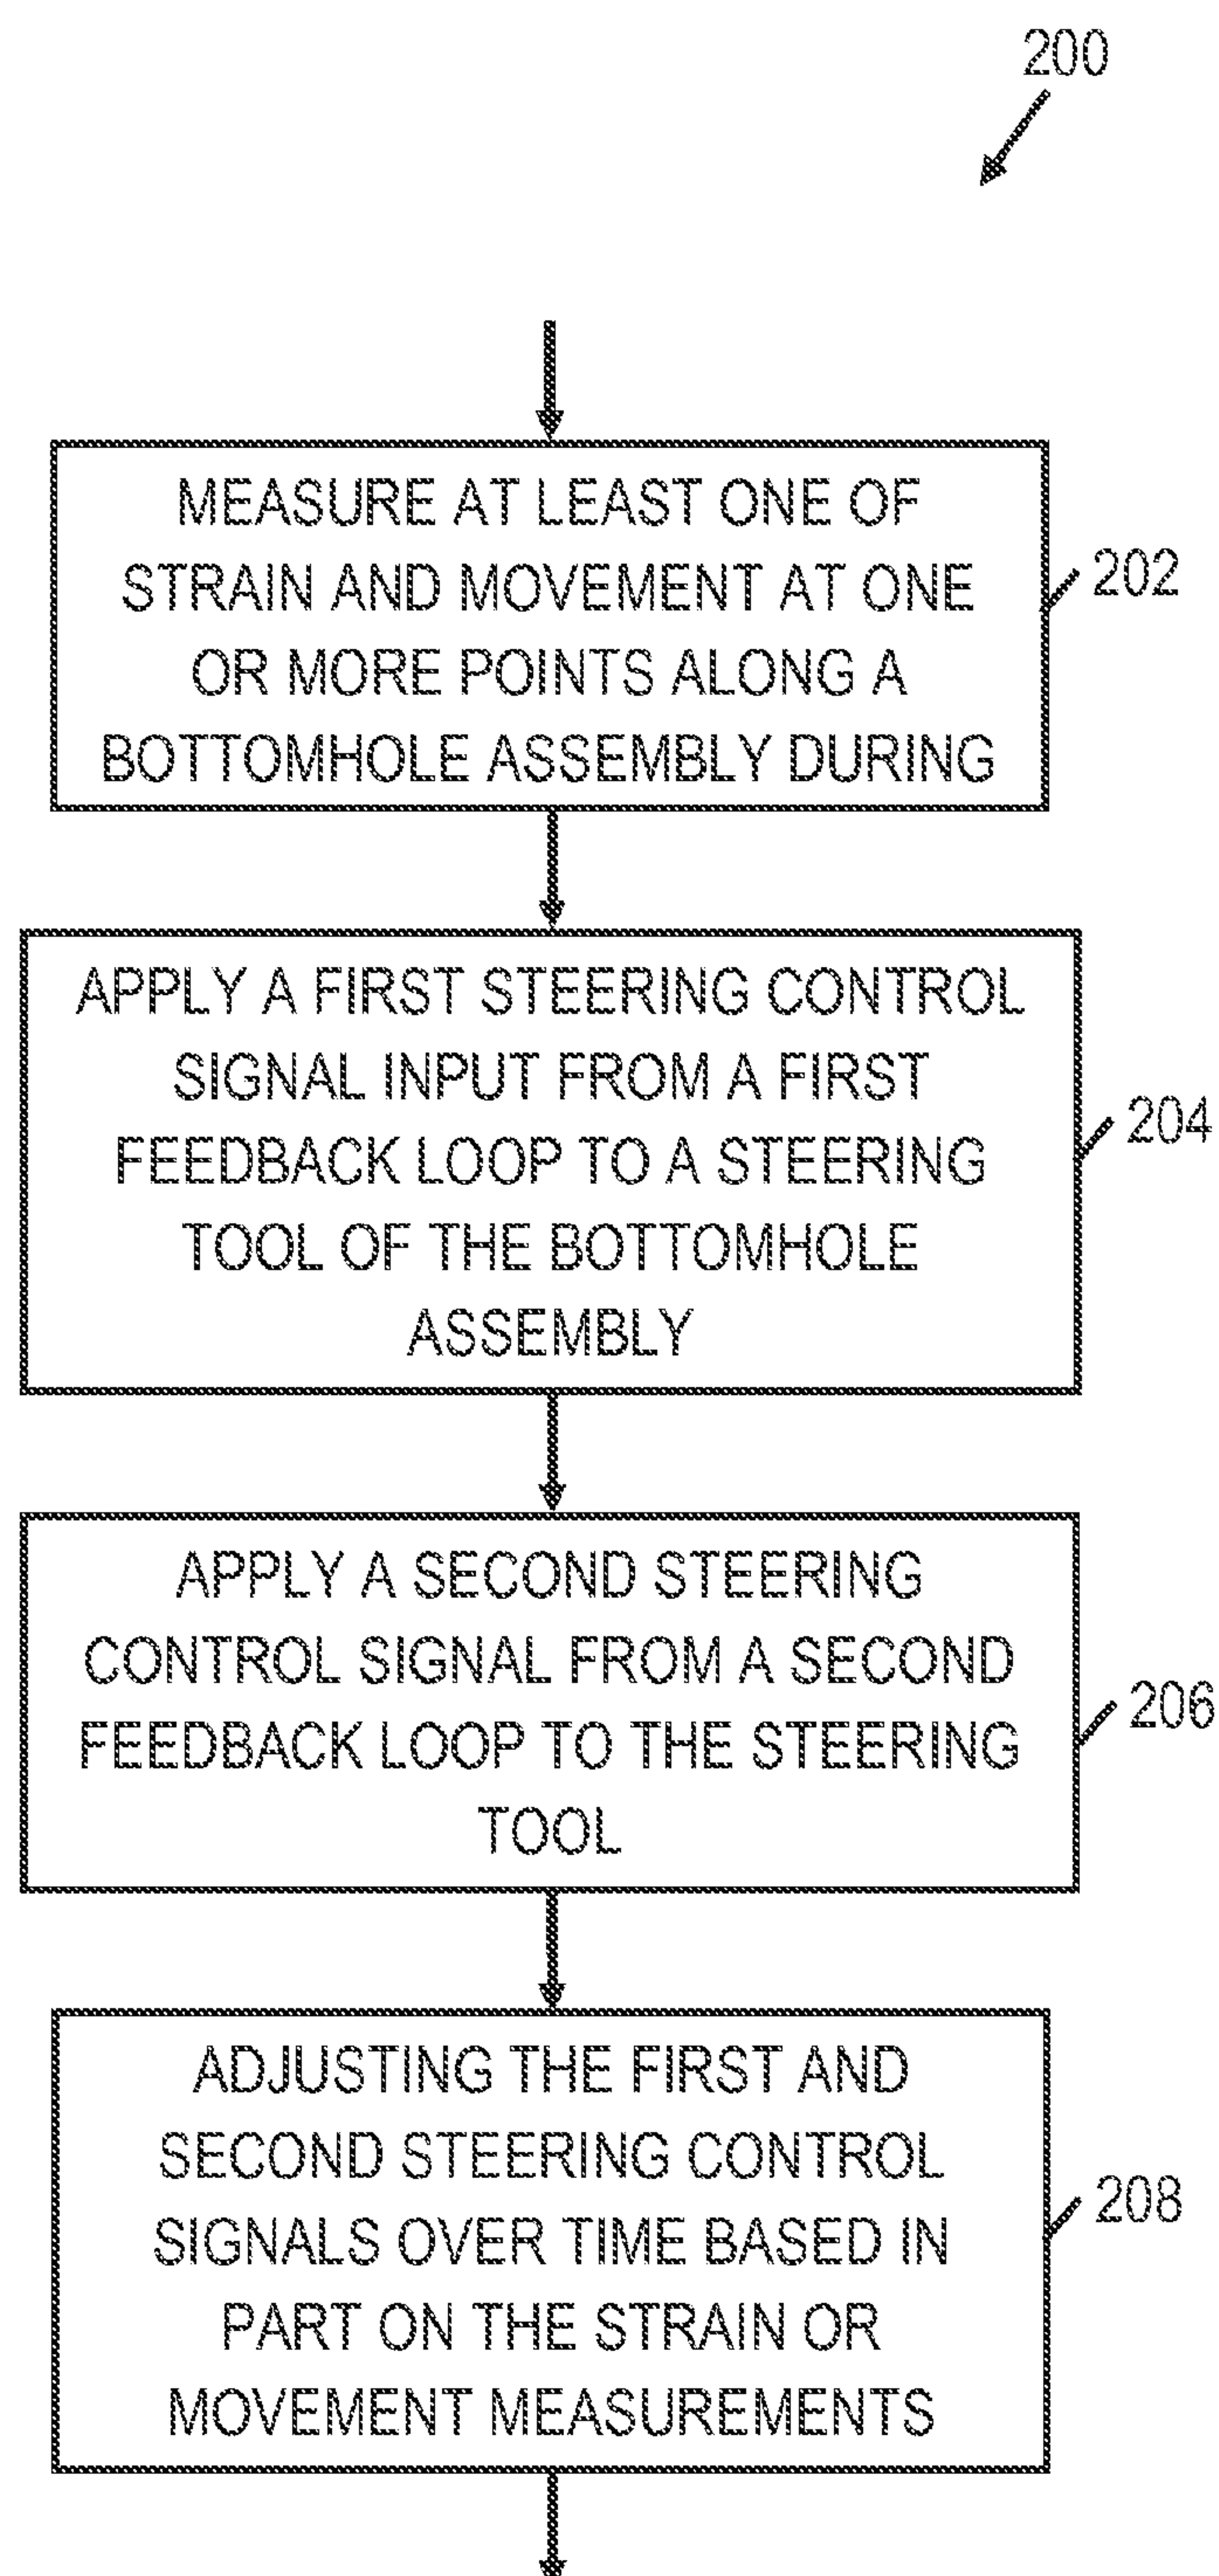 200
MEASURE AT LEAST ONE OF
STRAIN AND MOVEMENT AT ONE
OR MORE POINTS ALONG A
BOTTOMHOLE ASSEMBLY DURING
202
APPLY A FIRST STEERING CONTROL
SIGNAL INPUT FROM A FIRST
FEEDBACK LOOP TO A STEERING
TOOL OF THE BOTTOMHOLE
ASSEMBLY
204
APPLY A SECOND STEERING
CONTROL SIGNAL FROM A SECOND
FEEDBACK LOOP TO THE STEERING
TOOL
206
ADJUSTING THE FIRST AND
SECOND STEERING CONTROL
SIGNALS OVER TIME BASED IN
PART ON THE STRAIN OR
MOVEMENT MEASUREMENTS
208